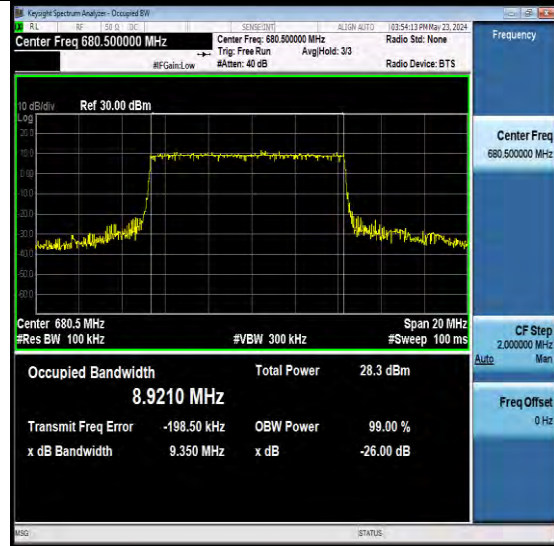 Keysight Spectrum Analyzer - Occupied BW
RL RF 50 Ω DC SENSE:INT ALIGN AUTO 03:54:13 PM May 23, 2024
Center Freq 680.500000 MHz
Center Freq: 680.500000 MHz Radio Std: None
Trig: Free Run Avg|Hold: 3/3
#IFGain:Low #Atten: 40 dB Radio Device: BTS
Frequency
10 dB/div Ref 30.00 dBm
Log
20.0
10.0
0.00
-10.0
-20.0
-30.0
-40.0
-50.0
-60.0
Center 680.5 MHz Span 20 MHz
#Res BW 100 kHz #VBW 300 kHz #Sweep 100 ms
Center Freq
680.500000 MHz
CF Step
2.000000 MHz
Auto Man
Freq Offset
0 Hz
Occupied Bandwidth Total Power 28.3 dBm
8.9210 MHz
Transmit Freq Error -198.50 kHz OBW Power 99.00 %
x dB Bandwidth 9.350 MHz x dB -26.00 dB
MSG STATUS